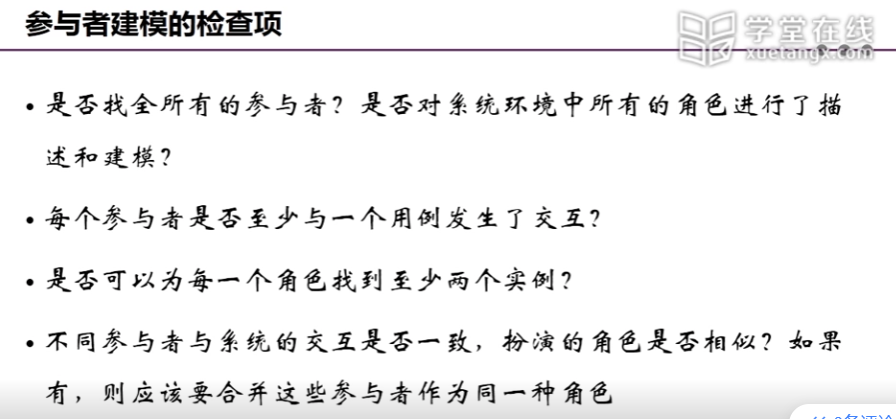 参与者建模的检查项
学堂在线
xuetangx.com
• 是否找全所有的参与者？是否对系统环境中所有的角色进行了描
述和建模？
• 每个参与者是否至少与一个用例发生了交互？
• 是否可以为每一个角色找到至少两个实例？
• 不同参与者与系统的交互是否一致，扮演的角色是否相似？如果
有，则应该要合并这些参与者作为同一种角色